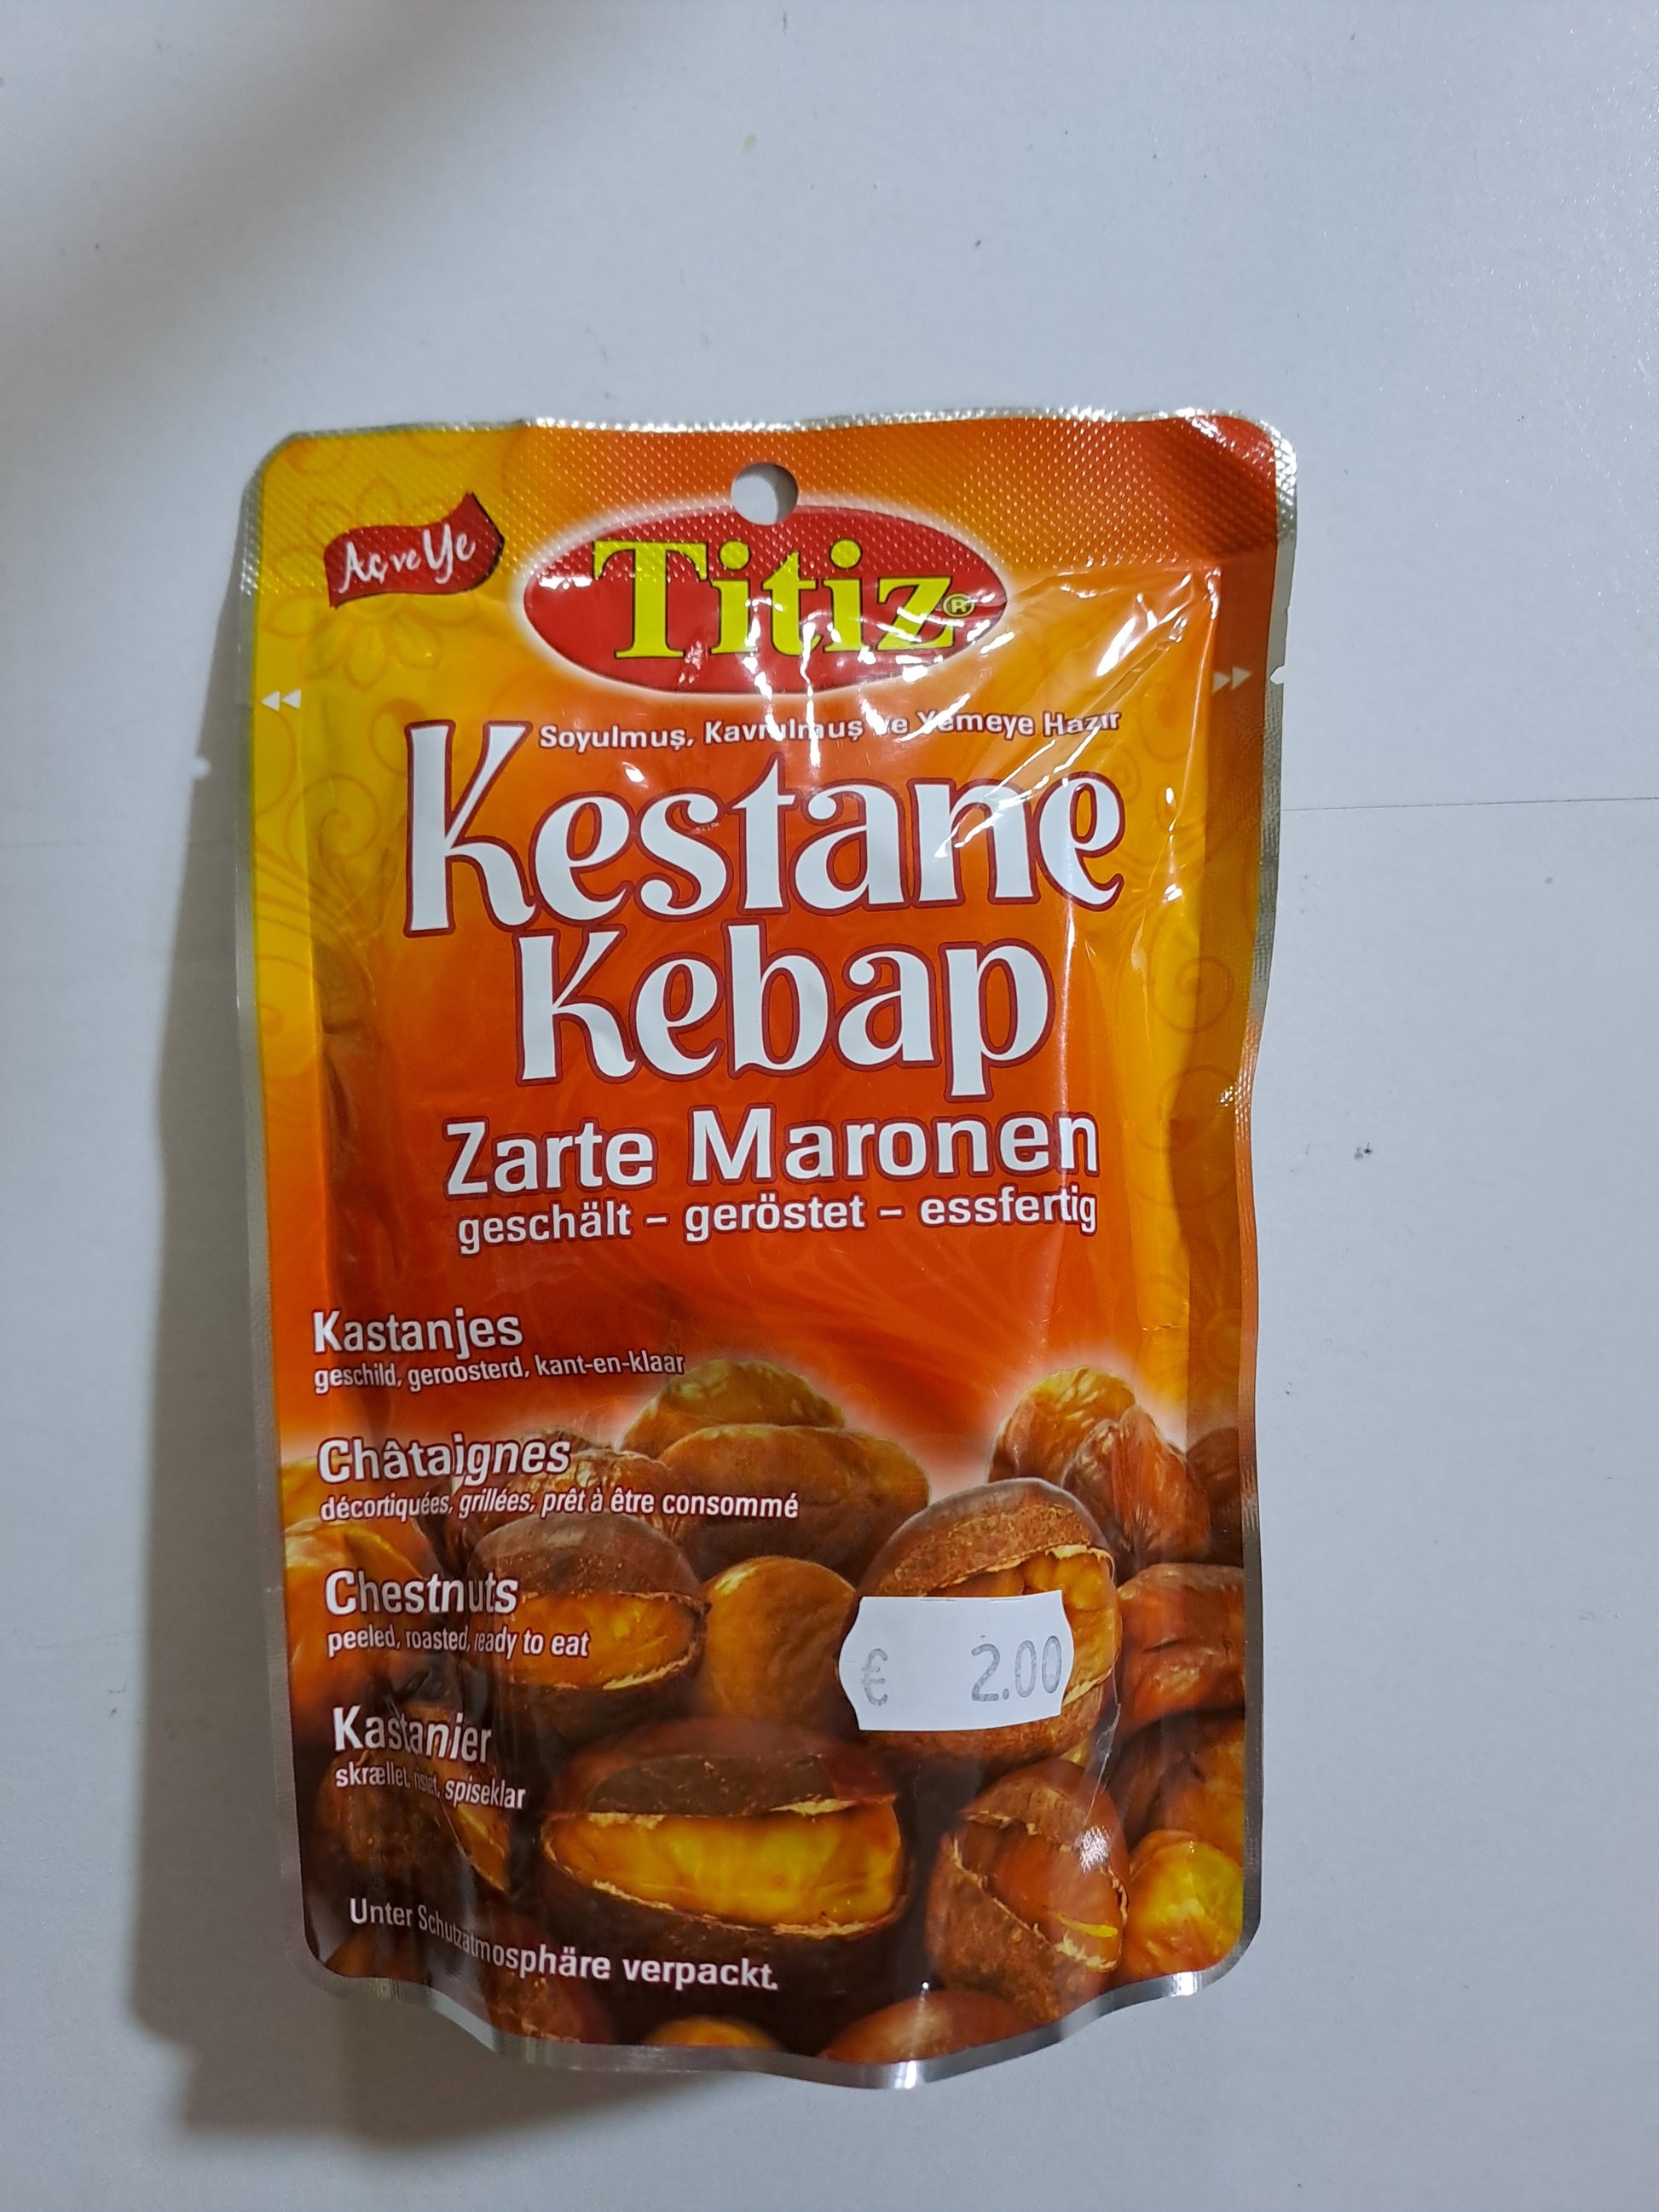 Aç ve Ye
Titiz®
Soyulmuş, Kavrulmuş ve Yemeye Hazır
Kestane
Kebap
Zarte Maronen
geschält – geröstet – essfertig
Kastanjes
geschild, geroosterd, kant-en-klaar
Châtaignes
décortiquées, grillées, prêt à être consommé
Chestnuts
peeled, roasted, ready to eat
€ 2.00
Kastanier
skrællet, ristet, spiseklar
Unter Schutzatmosphäre verpackt.